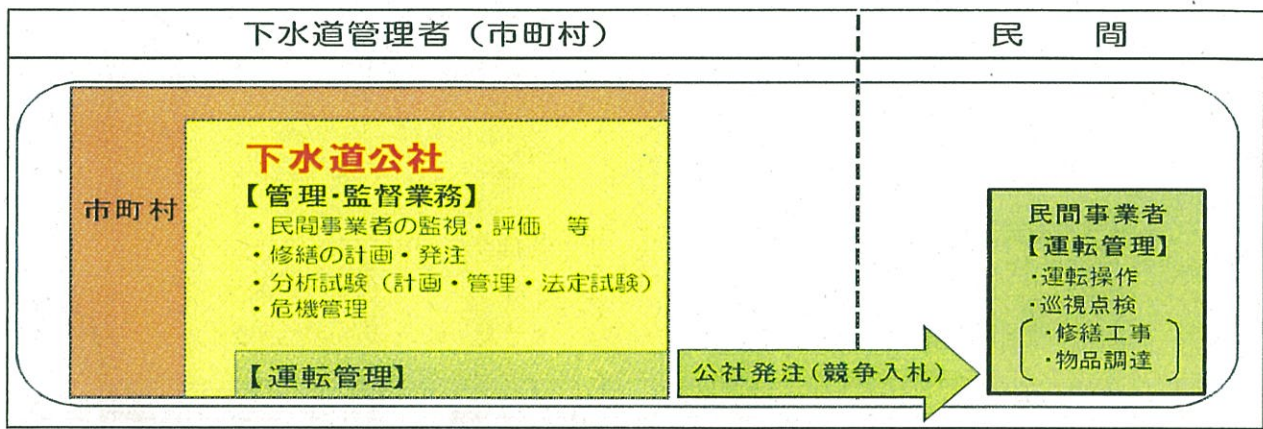 下水道管理者（市町村）
民　間
市町村
下水道公社
【管理・監督業務】
・民間事業者の監視・評価　等
・修繕の計画・発注
・分析試験（計画・管理・法定試験）
・危機管理
【運転管理】
公社発注(競争入札)
民間事業者
【運転管理】
・運転操作
・巡視点検
・修繕工事
・物品調達